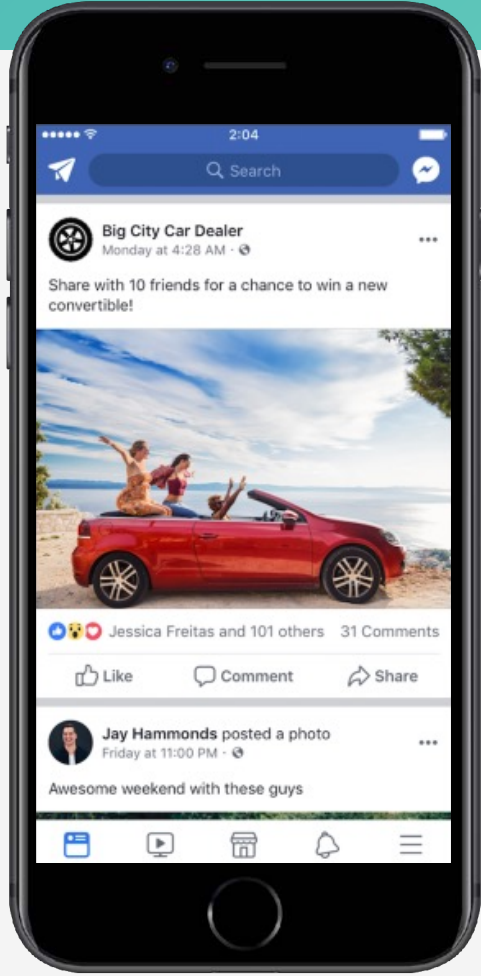 2:04
Search
Big City Car Dealer
Monday at 4:28 AM ·
Share with 10 friends for a chance to win a new
convertible!
Jessica Freitas and 101 others 31 Comments
Like Comment Share
Jay Hammonds posted a photo
Friday at 11:00 PM ·
Awesome weekend with these guys